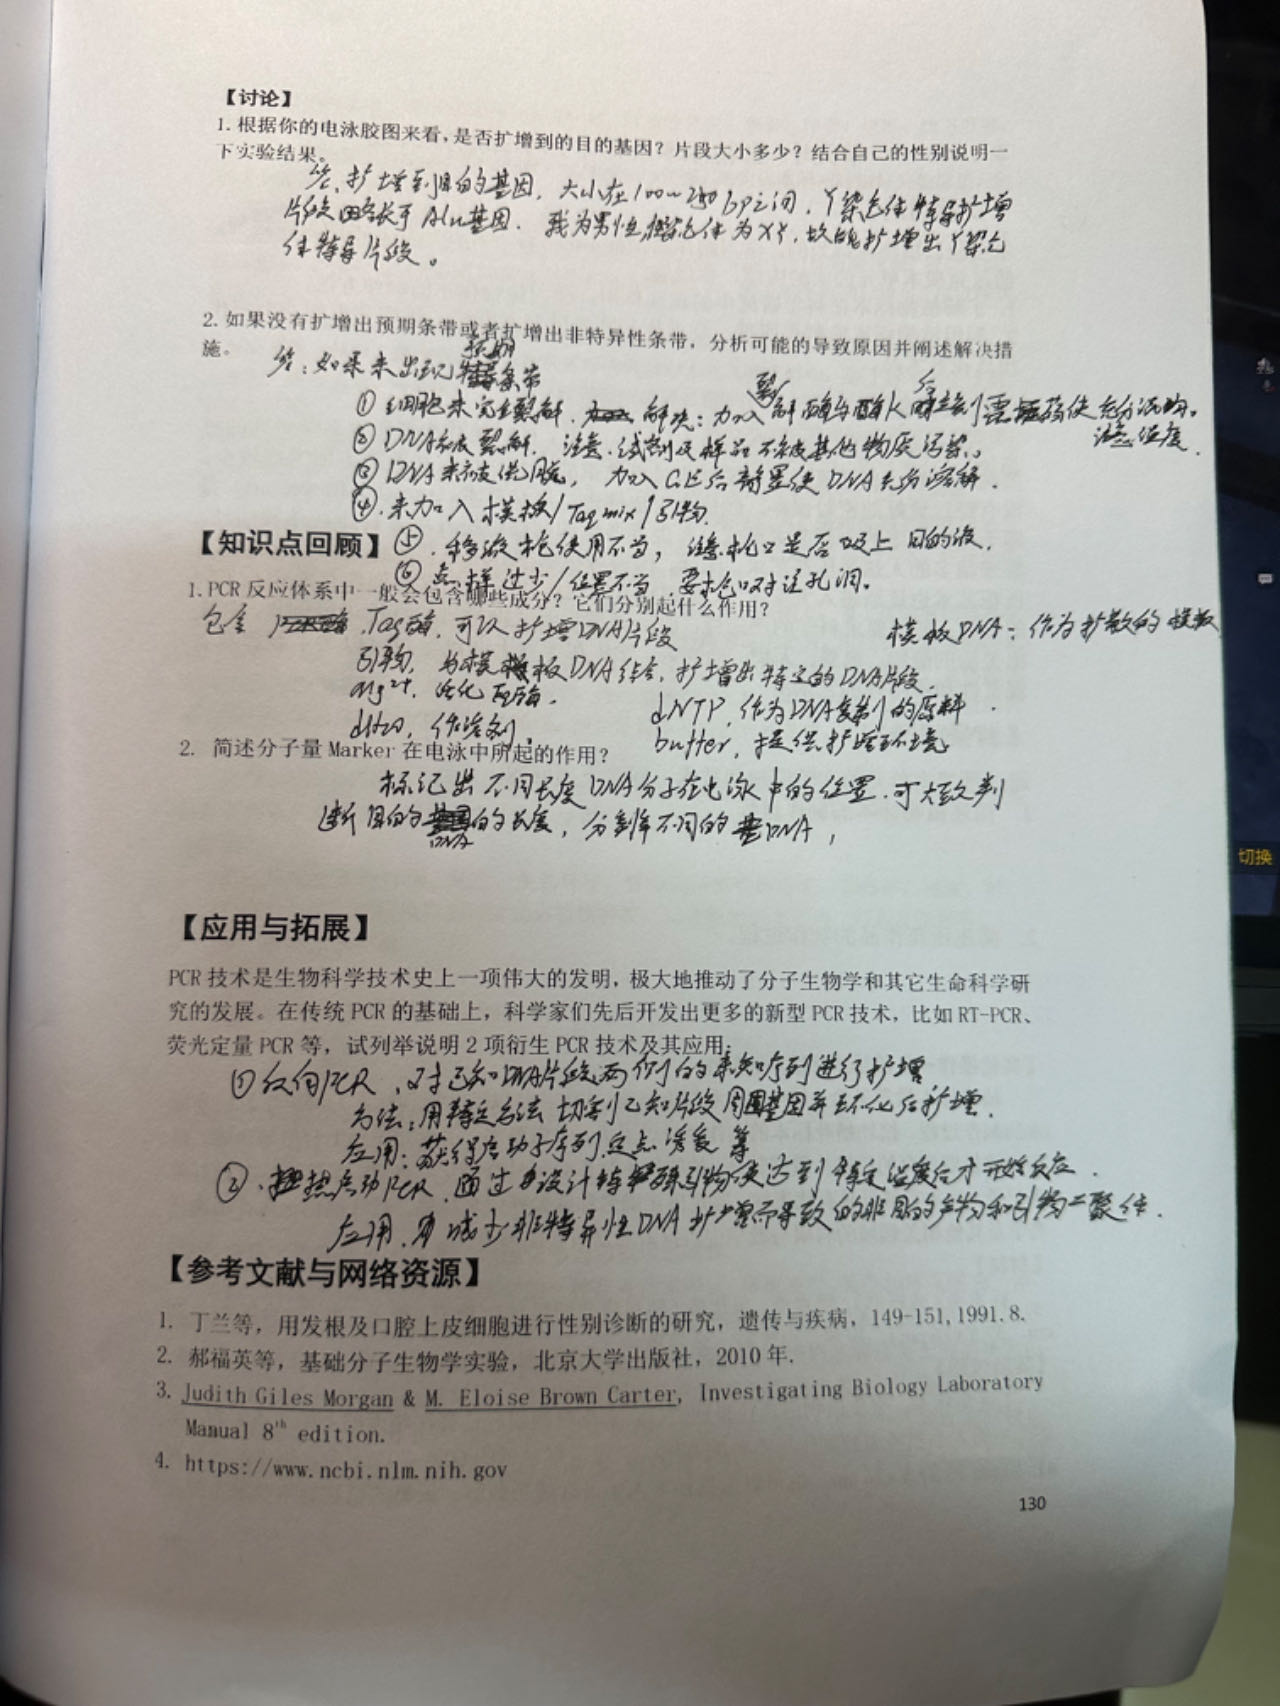 【讨论】
1. 根据你的电泳胶图来看,是否扩增到的目的基因？片段大小多少？结合自己的性别说明一
下实验结果。
答、扩增到目的基因，大小在100~250bp之间，Y染色体特异扩增
片段略长于Alu基因. 我为男性,染色体为XY，故能扩增出Y染色
体特异片段。
2. 如果没有扩增出预期条带或者扩增出非特异性条带，分析可能的导致原因并阐述解决措
施。
答：如果未出现预期条带
①细胞未完全裂解. 解决：加入裂解酶与酶K后 使充分混匀。
注意温度.
② DNA被裂解. 注意试剂及样品不被其他物质污染。
③ DNA未被洗脱， 加入GE后静置使DNA充分溶解.
④. 未加入模板/Taq mix/引物.
【知识点回顾】⑤. 移液枪使用不当，注意枪口是否吸上目的液.
⑥点样过少/位置不当，要枪口对准孔洞。
1. PCR 反应体系中一般会包含哪些成分？它们分别起什么作用？
包含 Taq酶，可以扩增DNA片段 模板DNA：作为扩散的模板
引物，与模板DNA结合，扩增出特定的DNA片段.
Mg²⁺，活化酶. dNTP，作为DNA复制的原料.
dH₂O，作溶剂， buffer，提供扩增环境
2. 简述分子量 Marker 在电泳中所起的作用？
标记出不同长度DNA分子在电泳中的位置.可大致判
断目的DNA的长度，分离不同的DNA，
【应用与拓展】
PCR 技术是生物科学技术史上一项伟大的发明，极大地推动了分子生物学和其它生命科学研
究的发展。在传统 PCR 的基础上，科学家们先后开发出更多的新型 PCR 技术，比如 RT-PCR、
荧光定量 PCR 等，试列举说明 2 项衍生 PCR 技术及其应用.
①反向PCR，对已知DNA片段两侧的未知序列进行扩增
方法：用特定方法切割已知片段周围基因并环化后扩增.
应用：获得启动子序列.定点诱变等
②.热启动PCR，通过设计特殊引物使达到特定温度后才开始反应.
应用. 减少非特异性DNA扩增而导致的非目的产物和引物二聚体.
【参考文献与网络资源】
1. 丁兰等，用发根及口腔上皮细胞进行性别诊断的研究，遗传与疾病，149-151,1991.8.
2. 郝福英等，基础分子生物学实验，北京大学出版社，2010 年.
3. Judith Giles Morgan & M. Eloise Brown Carter, Investigating Biology Laboratory
Manual 8th edition.
4. https://www.ncbi.nlm.nih.gov
130
切换